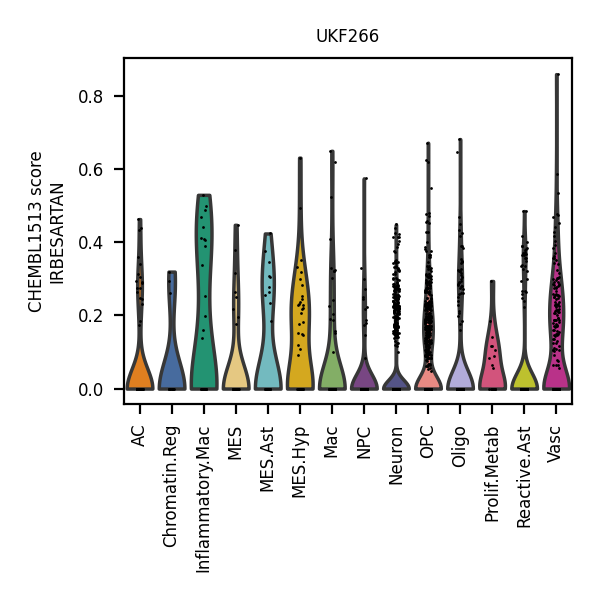 UKF266
CHEMBL1513 score
IRBESARTAN
0.8
0.6
0.4
0.2
0.0
AC
Chromatin.Reg
Inflammatory.Mac
MES
MES.Ast
MES.Hyp
Mac
NPC
Neuron
OPC
Oligo
Prolif.Metab
Reactive.Ast
Vasc